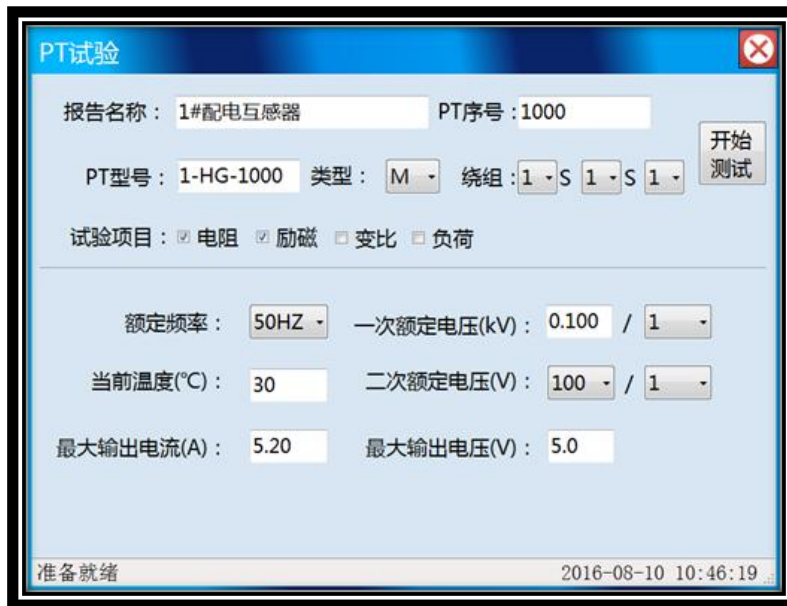 PT试验
报告名称： 1#配电互感器 PT序号：1000
开始
测试
PT型号： 1-HG-1000 类型： M 绕组：1 S 1 S 1
试验项目： 电阻 励磁 变比 负荷
额定频率： 50HZ 一次额定电压(kV)： 0.100 / 1
当前温度(℃)： 30 二次额定电压(V)： 100 / 1
最大输出电流(A)： 5.20 最大输出电压(V)： 5.0
准备就绪 2016-08-10 10:46:19